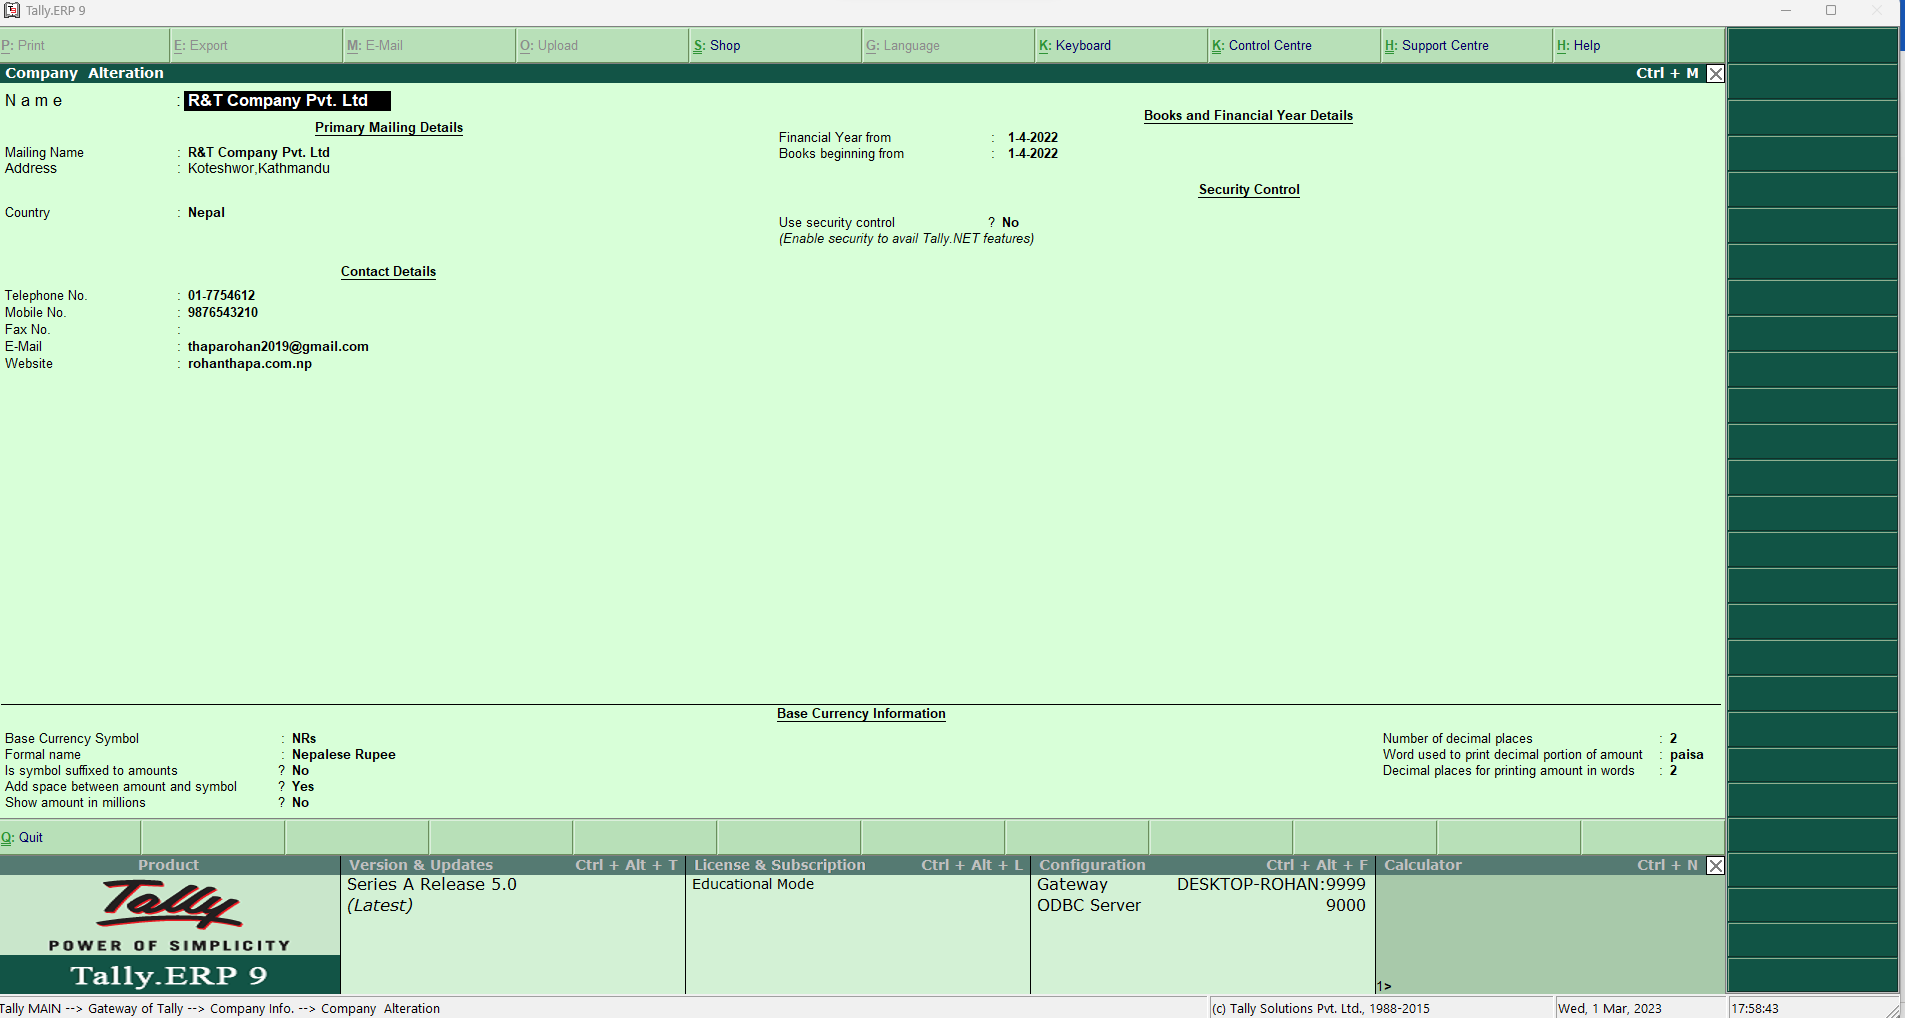 Tally.ERP 9
P: Print E: Export M: E-Mail O: Upload S: Shop G: Language K: Keyboard K: Control Centre H: Support Centre H: Help
Company Alteration Ctrl + M
Name : R&T Company Pvt. Ltd
Primary Mailing Details
Mailing Name : R&T Company Pvt. Ltd
Address : Koteshwor,Kathmandu
Country : Nepal
Contact Details
Telephone No. : 01-7754612
Mobile No. : 9876543210
Fax No. :
E-Mail : thaparohan2019@gmail.com
Website : rohanthapa.com.np
Books and Financial Year Details
Financial Year from : 1-4-2022
Books beginning from : 1-4-2022
Security Control
Use security control ? No
(Enable security to avail Tally.NET features)
Base Currency Information
Base Currency Symbol : NRs
Formal name : Nepalese Rupee
Is symbol suffixed to amounts ? No
Add space between amount and symbol ? Yes
Show amount in millions ? No
Number of decimal places : 2
Word used to print decimal portion of amount : paisa
Decimal places for printing amount in words : 2
Q: Quit
Product
Tally
POWER OF SIMPLICITY
Tally.ERP 9
Version & Updates Ctrl + Alt + T
Series A Release 5.0
(Latest)
License & Subscription Ctrl + Alt + L
Educational Mode
Configuration Ctrl + Alt + F
Gateway DESKTOP-ROHAN:9999
ODBC Server 9000
Calculator Ctrl + N
1>
Tally MAIN --> Gateway of Tally --> Company Info. --> Company Alteration
(c) Tally Solutions Pvt. Ltd., 1988-2015
Wed, 1 Mar, 2023
17:58:43